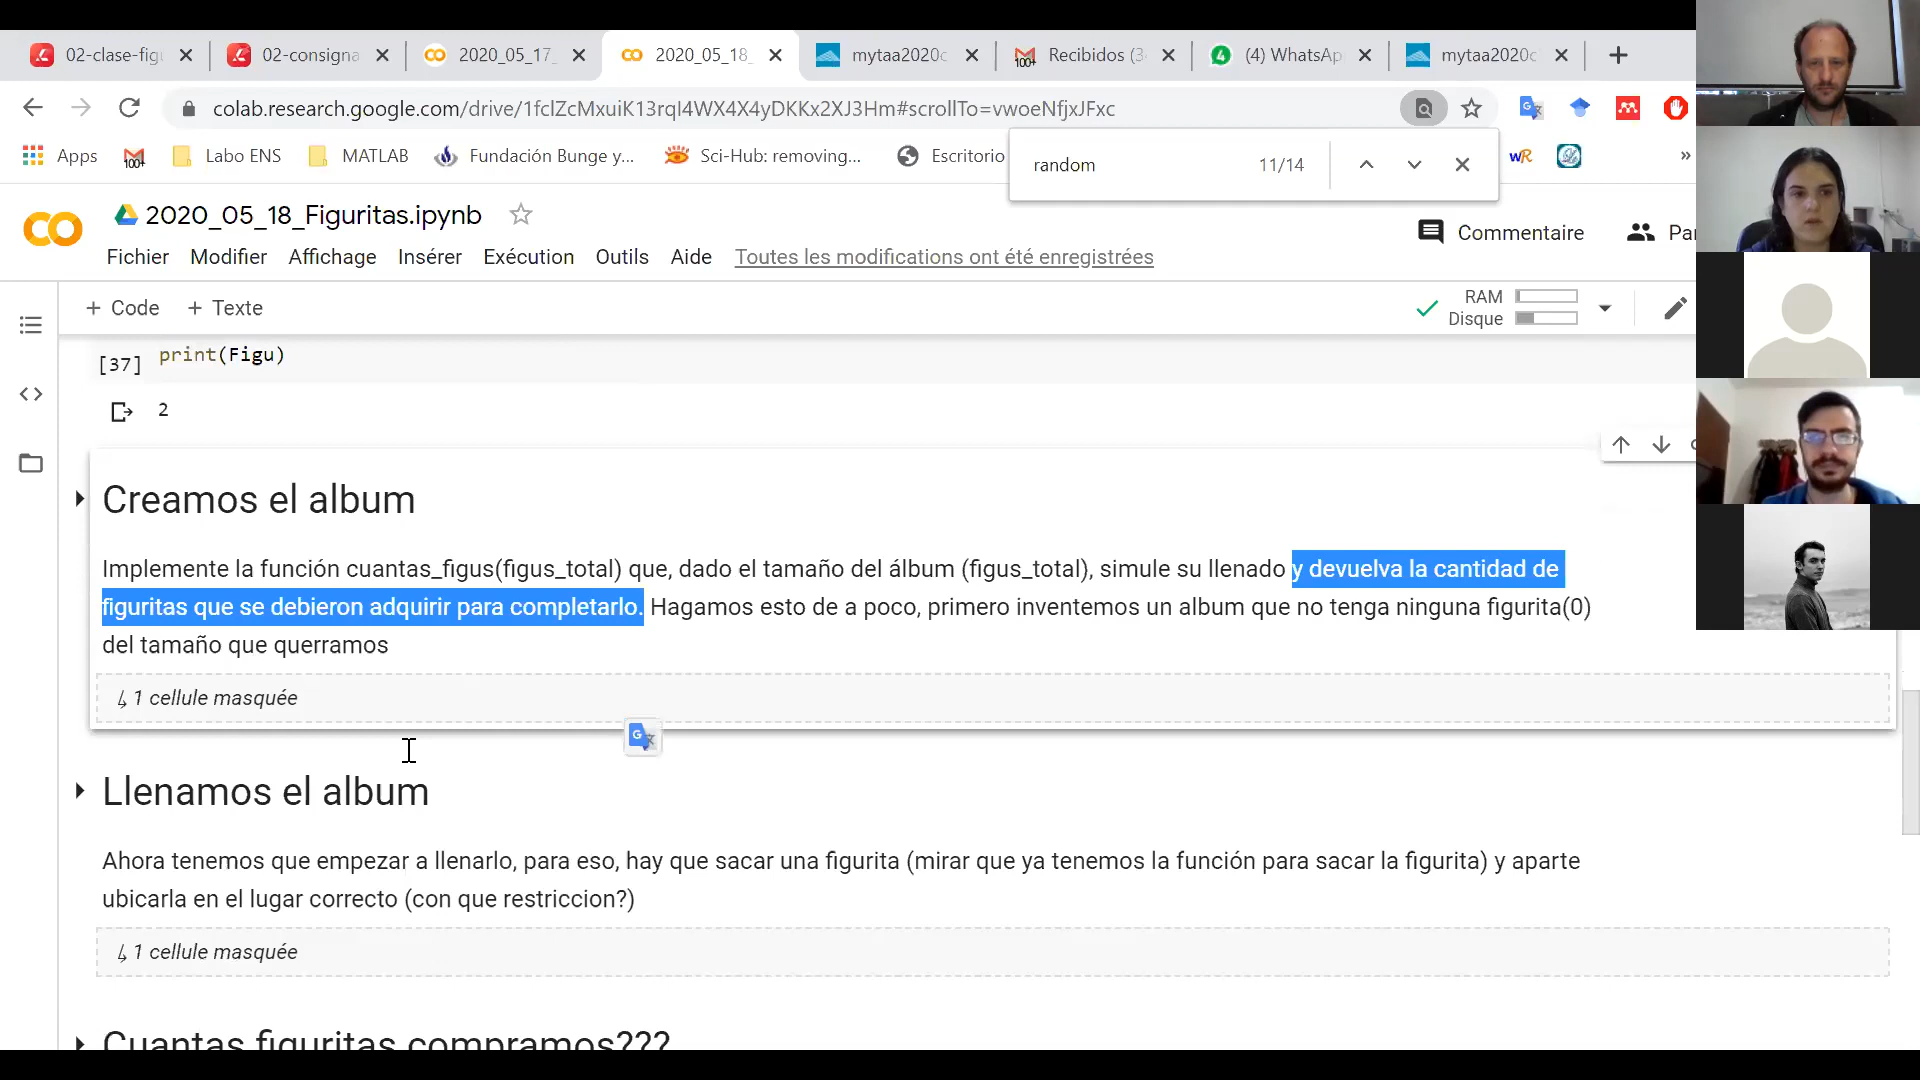 02-clase-fig
02-consigna
2020_05_17_
2020_05_18_
mytaa2020c
Recibidos (3
(4) WhatsAp
mytaa2020c
colab.research.google.com/drive/1fclZcMxuiK13rqI4WX4X4yDKKx2XJ3Hm#scrollTo=vwoeNfjxJFxc
Apps
100+
Labo ENS
MATLAB
Fundación Bunge y...
Sci-Hub: removing...
Escritorio
»
random
11/14
2020_05_18_Figuritas.ipynb
Commentaire
Par
Fichier Modifier Affichage Insérer Exécution Outils Aide Toutes les modifications ont été enregistrées
+ Code + Texte
RAM
Disque
[37] print(Figu)
2
Creamos el album
Implemente la función cuantas_figus(figus_total) que, dado el tamaño del álbum (figus_total), simule su llenado y devuelva la cantidad de
figuritas que se debieron adquirir para completarlo. Hagamos esto de a poco, primero inventemos un album que no tenga ninguna figurita(0)
del tamaño que querramos
↳ 1 cellule masquée
Llenamos el album
Ahora tenemos que empezar a llenarlo, para eso, hay que sacar una figurita (mirar que ya tenemos la función para sacar la figurita) y aparte
ubicarla en el lugar correcto (con que restriccion?)
↳ 1 cellule masquée
Cuantas figuritas compramos???